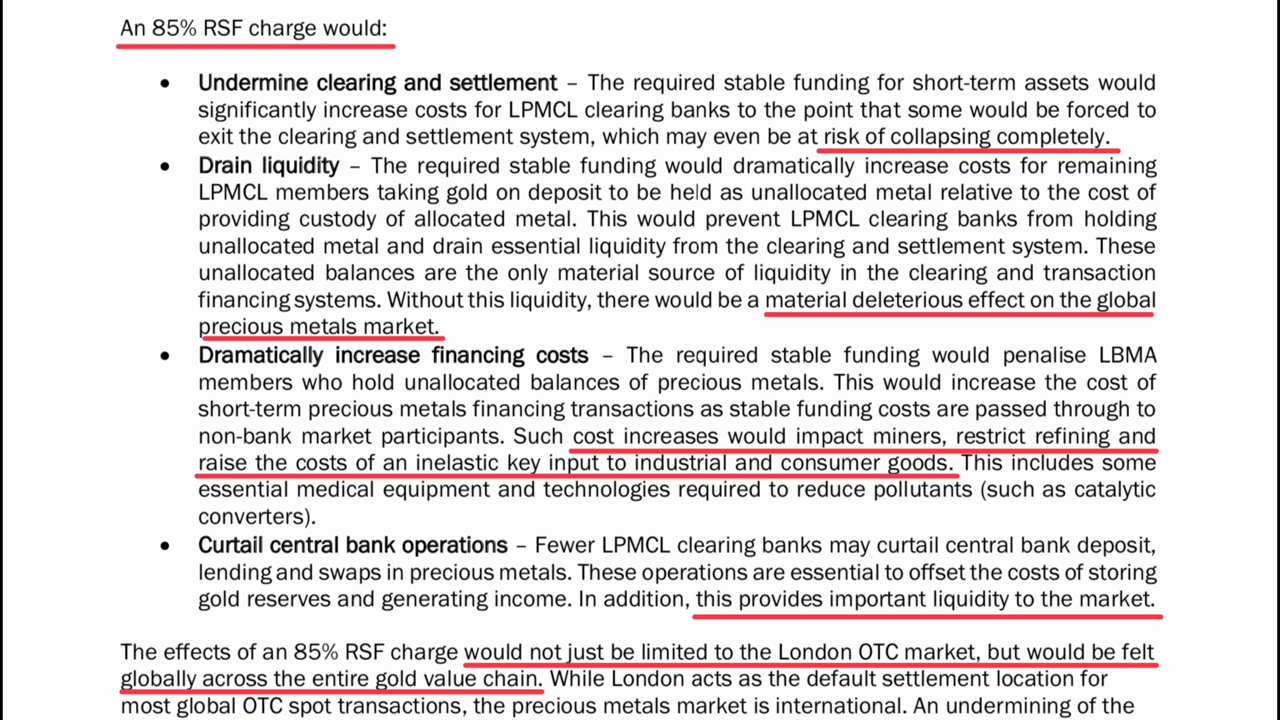 An 85% RSF charge would:
• Undermine clearing and settlement – The required stable funding for short-term assets would
significantly increase costs for LPMCL clearing banks to the point that some would be forced to
exit the clearing and settlement system, which may even be at risk of collapsing completely.
• Drain liquidity – The required stable funding would dramatically increase costs for remaining
LPMCL members taking gold on deposit to be held as unallocated metal relative to the cost of
providing custody of allocated metal. This would prevent LPMCL clearing banks from holding
unallocated metal and drain essential liquidity from the clearing and settlement system. These
unallocated balances are the only material source of liquidity in the clearing and transaction
financing systems. Without this liquidity, there would be a material deleterious effect on the global
precious metals market.
• Dramatically increase financing costs – The required stable funding would penalise LBMA
members who hold unallocated balances of precious metals. This would increase the cost of
short-term precious metals financing transactions as stable funding costs are passed through to
non-bank market participants. Such cost increases would impact miners, restrict refining and
raise the costs of an inelastic key input to industrial and consumer goods. This includes some
essential medical equipment and technologies required to reduce pollutants (such as catalytic
converters).
• Curtail central bank operations – Fewer LPMCL clearing banks may curtail central bank deposit,
lending and swaps in precious metals. These operations are essential to offset the costs of storing
gold reserves and generating income. In addition, this provides important liquidity to the market.
The effects of an 85% RSF charge would not just be limited to the London OTC market, but would be felt
globally across the entire gold value chain. While London acts as the default settlement location for
most global OTC spot transactions, the precious metals market is international. An undermining of the